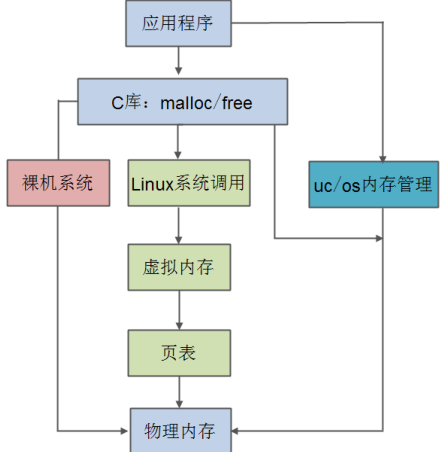 应用程序
C库：malloc/free
裸机系统
Linux系统调用
uc/os内存管理
虚拟内存
页表
物理内存